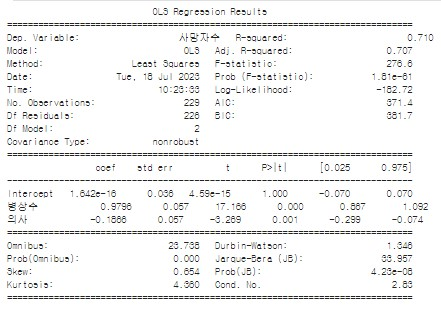 OLS Regression Results
Dep. Variable: 사망자수 R-squared: 0.710
Model: OLS Adj. R-squared: 0.707
Method: Least Squares F-statistic: 276.6
Date: Tue, 18 Jul 2023 Prob (F-statistic): 1.81e-61
Time: 10:23:33 Log-Likelihood: -182.72
No. Observations: 229 AIC: 371.4
Df Residuals: 226 BIC: 381.7
Df Model: 2
Covariance Type: nonrobust
coef std err t P>|t| [0.025 0.975]
Intercept 1.642e-16 0.036 4.59e-15 1.000 -0.070 0.070
병상수 0.9796 0.057 17.166 0.000 0.867 1.092
의사 -0.1866 0.057 -3.269 0.001 -0.299 -0.074
Omnibus: 23.738 Durbin-Watson: 1.346
Prob(Omnibus): 0.000 Jarque-Bera (JB): 33.957
Skew: 0.654 Prob(JB): 4.23e-08
Kurtosis: 4.360 Cond. No. 2.83